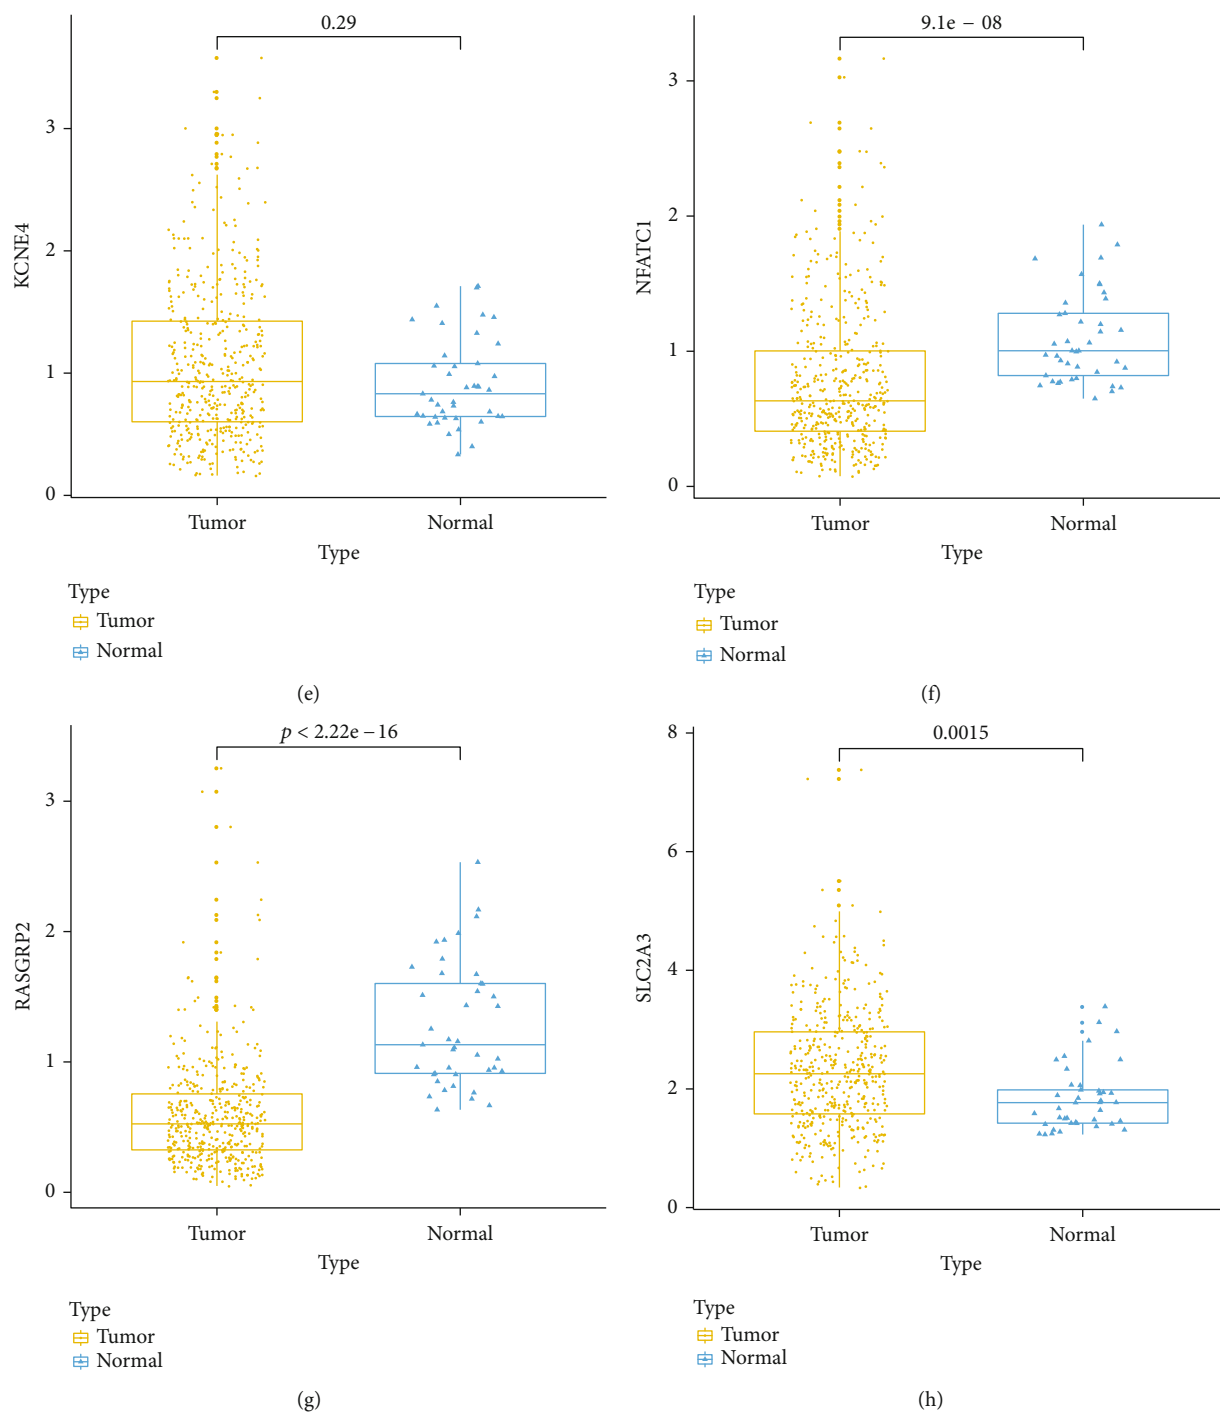 0.29
KCNE4
3
2
1
0
Tumor Normal
Type
Type
Tumor
Normal
(e)
9.1e − 08
NFATC1
3
2
1
0
Tumor Normal
Type
Type
Tumor
Normal
(f)
p < 2.22e − 16
RASGRP2
3
2
1
0
Tumor Normal
Type
Type
Tumor
Normal
(g)
0.0015
SLC2A3
8
6
4
2
0
Tumor Normal
Type
Type
Tumor
Normal
(h)